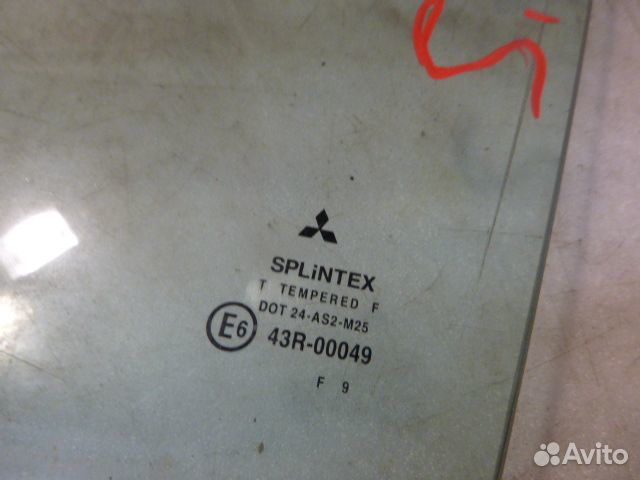 SPLiNTEX
T TEMPERED F
DOT 24-AS2-M25
E6 43R-00049
F 9
Avito